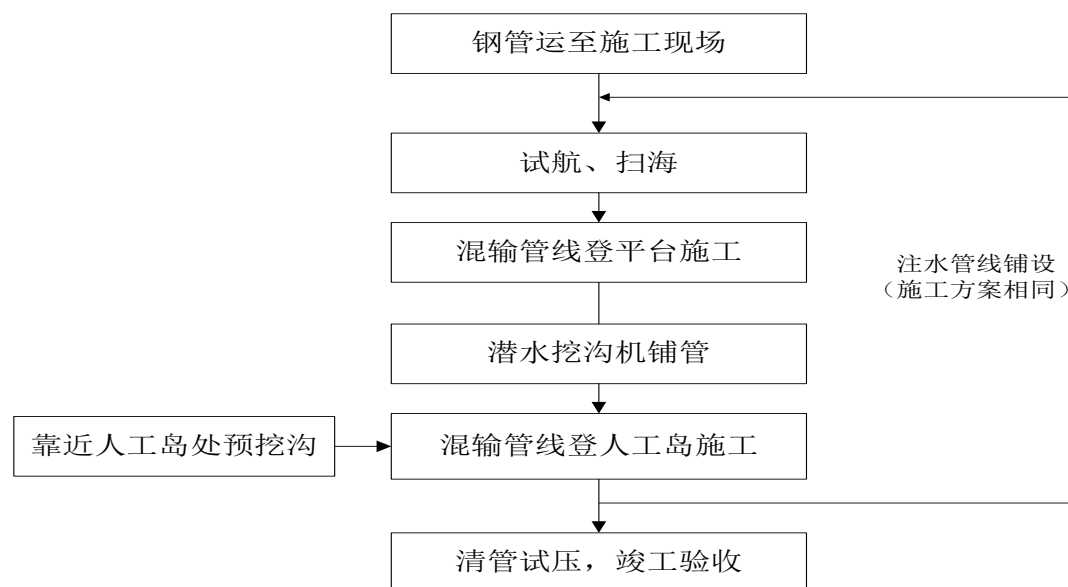 钢管运至施工现场
试航、扫海
混输管线登平台施工
注水管线铺设
（施工方案相同）
潜水挖沟机铺管
靠近人工岛处预挖沟
混输管线登人工岛施工
清管试压，竣工验收